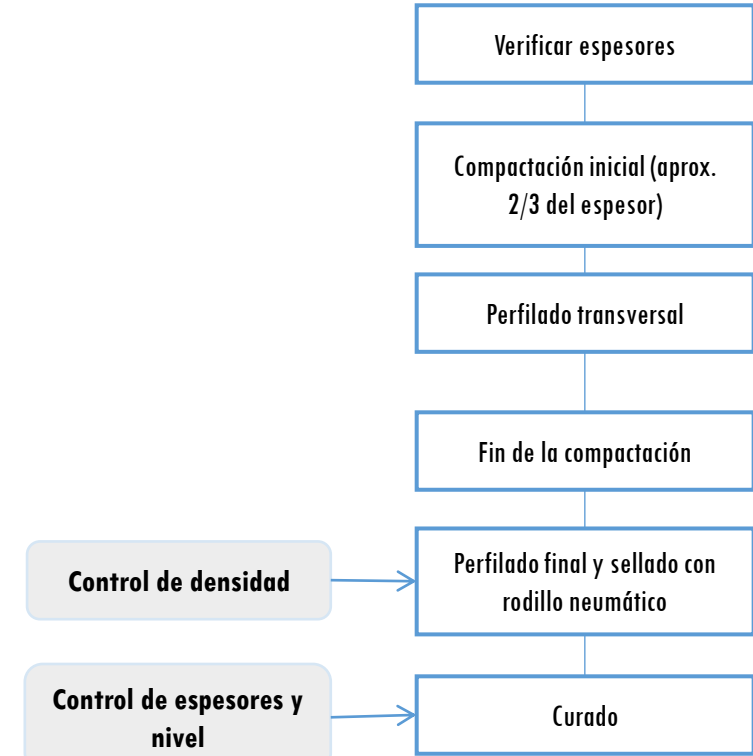 Verificar espesores
Compactación inicial (aprox.
2/3 del espesor)
Perfilado transversal
Fin de la compactación
Control de densidad
Perfilado final y sellado con
rodillo neumático
Control de espesores y
nivel
Curado